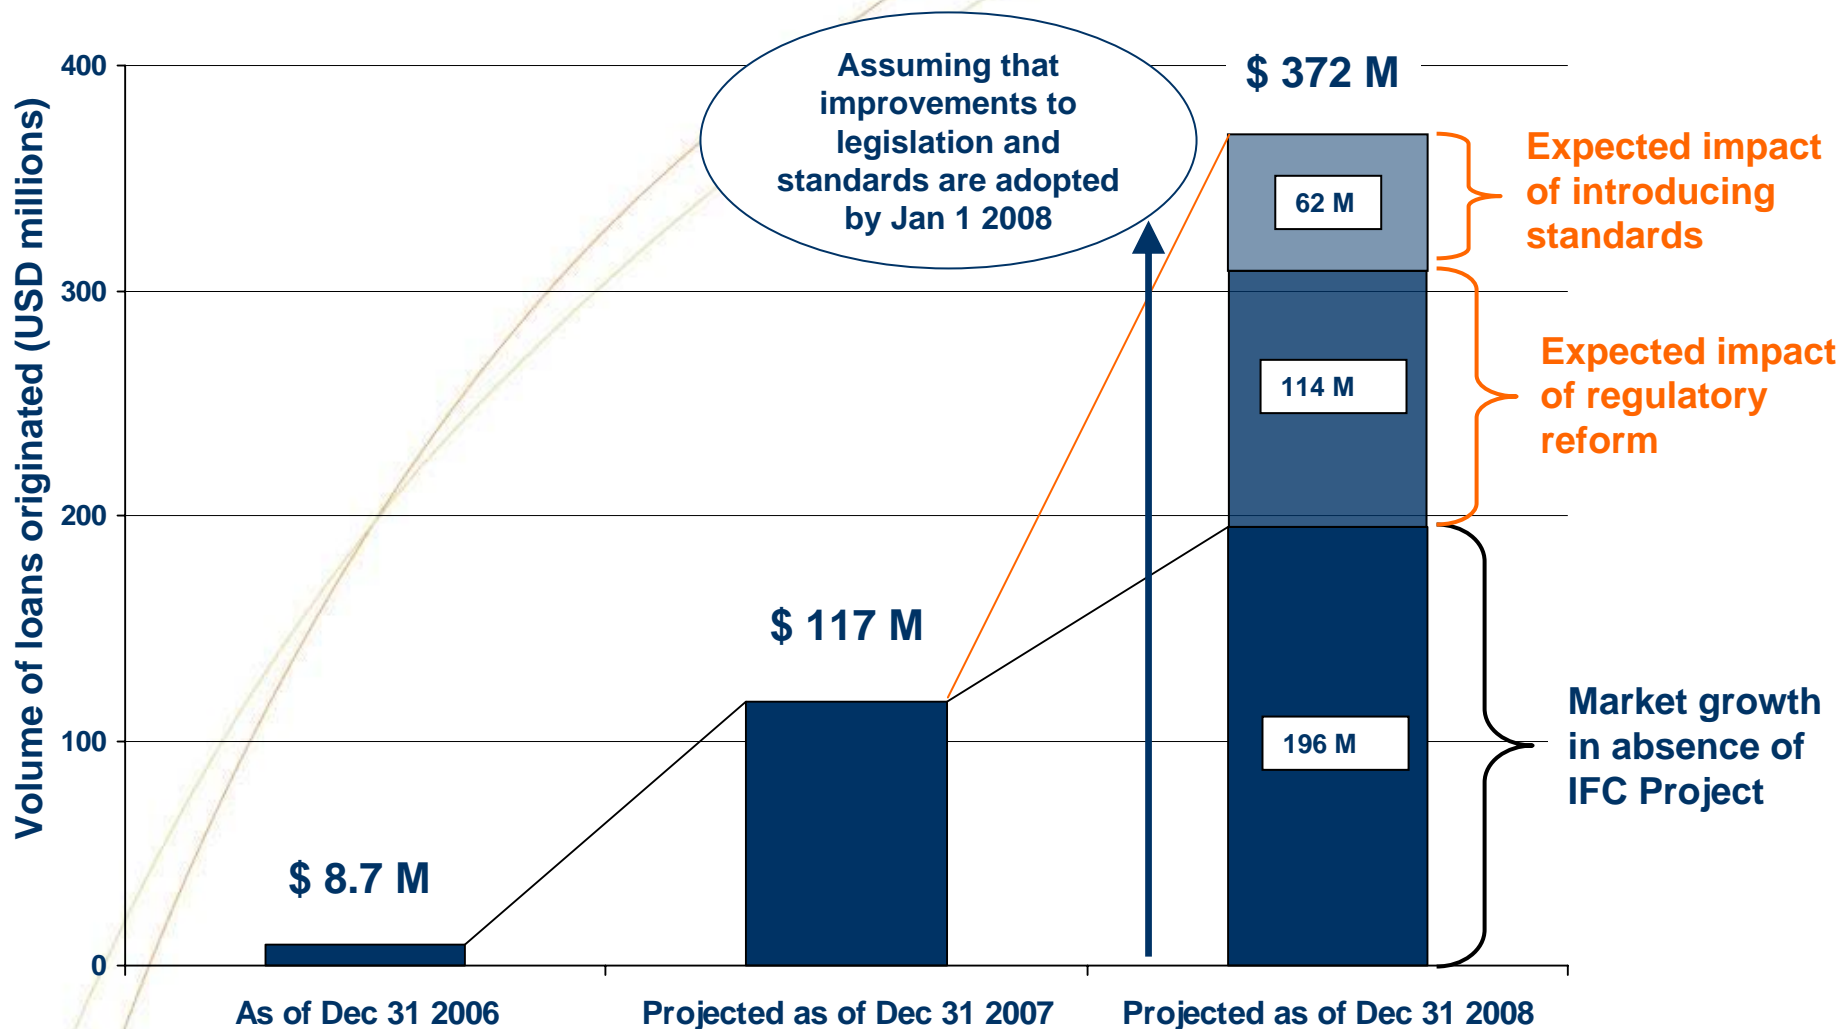 Volume of loans originated (USD millions)
400
300
200
100
0
Assuming that
improvements to
legislation and
standards are adopted
by Jan 1 2008
$ 8.7 M
$ 117 M
$ 372 M
62 M
114 M
196 M
Expected impact
of introducing
standards
Expected impact
of regulatory
reform
Market growth
in absence of
IFC Project
As of Dec 31 2006
Projected as of Dec 31 2007
Projected as of Dec 31 2008